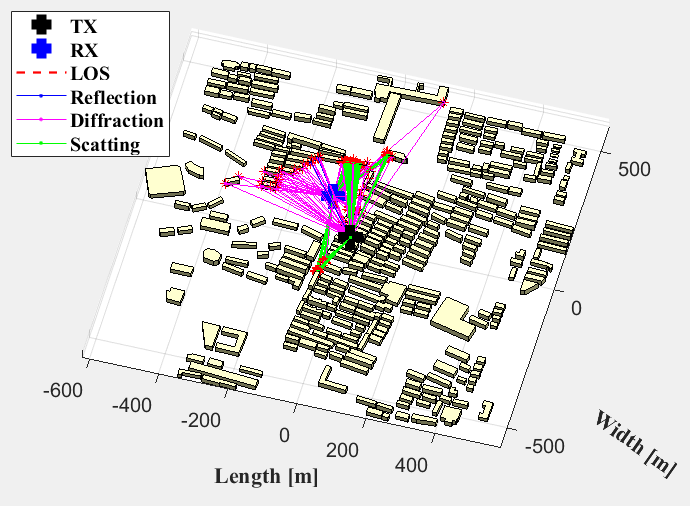 TX
RX
LOS
Reflection
Diffraction
Scatting
500
0
-500
Width [m]
-600
-400
-200
0
200
400
Length [m]